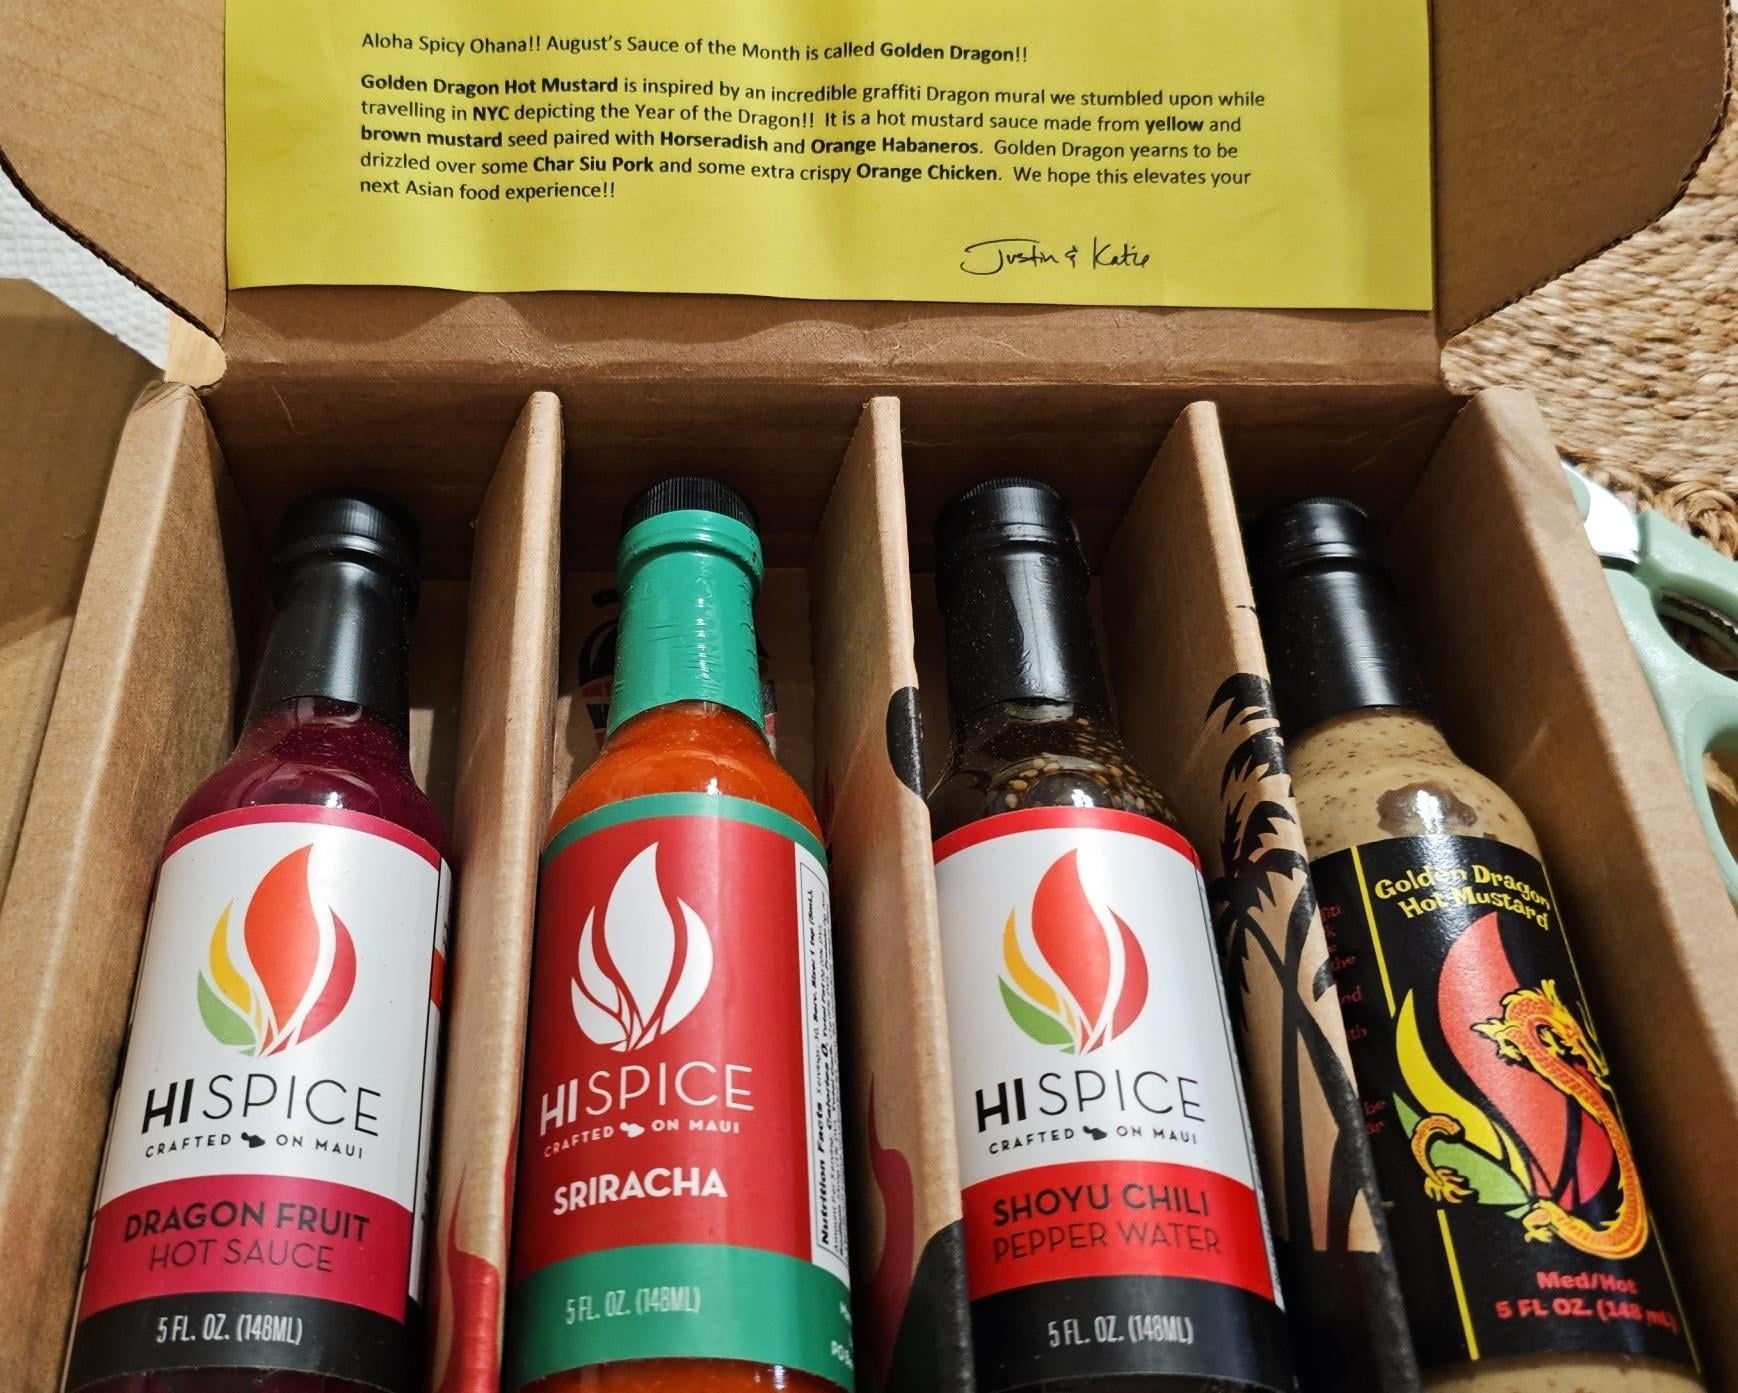 Aloha Spicy Ohana!! August's Sauce of the Month is called Golden Dragon!!
Golden Dragon Hot Mustard is inspired by an incredible graffiti Dragon mural we stumbled upon while
travelling in NYC depicting the Year of the Dragon!! It is a hot mustard sauce made from yellow and
brown mustard seed paired with Horseradish and Orange Habaneros. Golden Dragon yearns to be
drizzled over some Char Siu Pork and some extra crispy Orange Chicken. We hope this elevates your
next Asian food experience!!
Justin & Katie
HISPICE
CRAFTED ON MAUI
DRAGON FRUIT
HOT SAUCE
5 FL. OZ. (148ML)
HISPICE
CRAFTED ON MAUI
SRIRACHA
5 FL. OZ. (148ML)
Nutrition Facts
HISPICE
CRAFTED ON MAUI
SHOYU CHILI
PEPPER WATER
5 FL. OZ. (148ML)
Golden Dragon
Hot Mustard
Med/Hot
5 FL OZ. (148 mL)